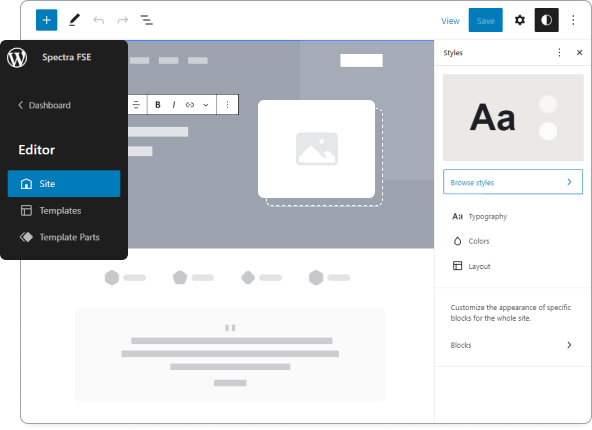 View
Save
Spectra FSE
Dashboard
Editor
Site
Templates
Template Parts
B I
Styles
Aa
Browse styles
Aa Typography
Colors
Layout
Customize the appearance of specific
blocks for the whole site.
Blocks